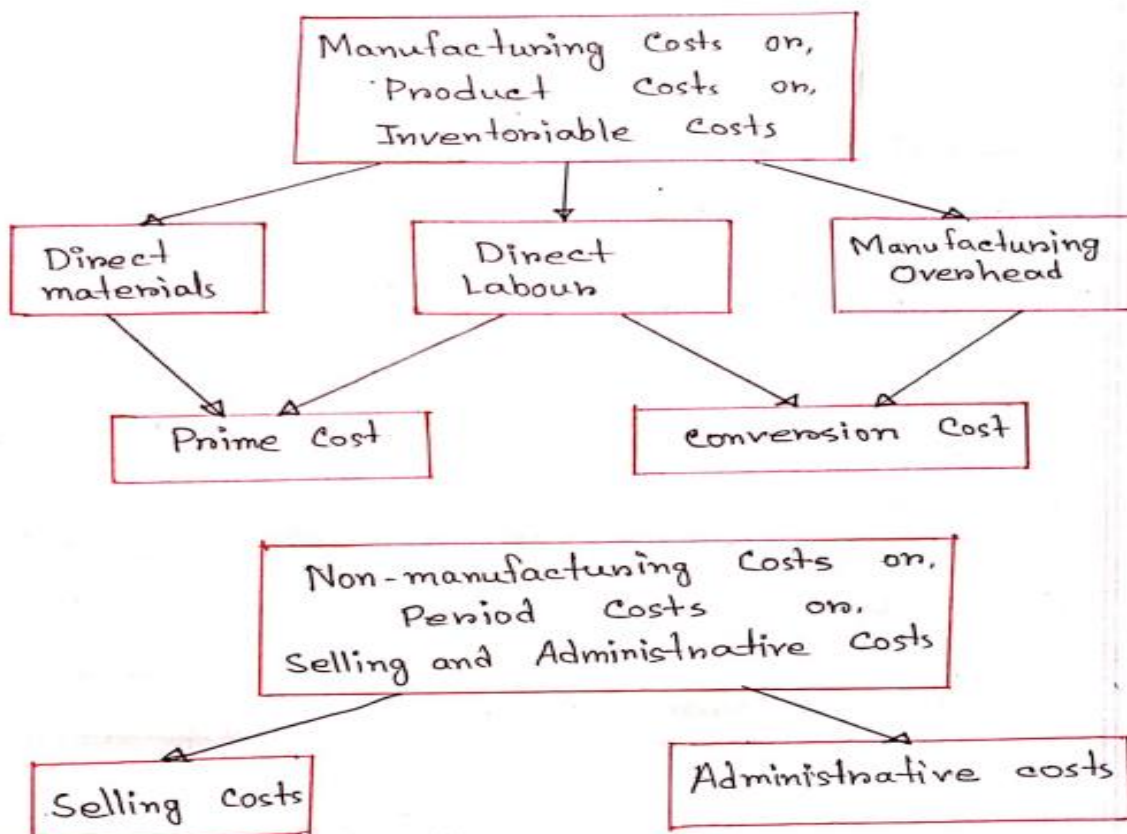 Manufacturing Costs or,
Product Costs or,
Inventoriable Costs
Direct
materials
Direct
Labour
Manufacturing
Overhead
Prime Cost
Conversion Cost
Non-manufacturing Costs or,
Period Costs or,
Selling and Administrative Costs
Selling Costs
Administrative costs